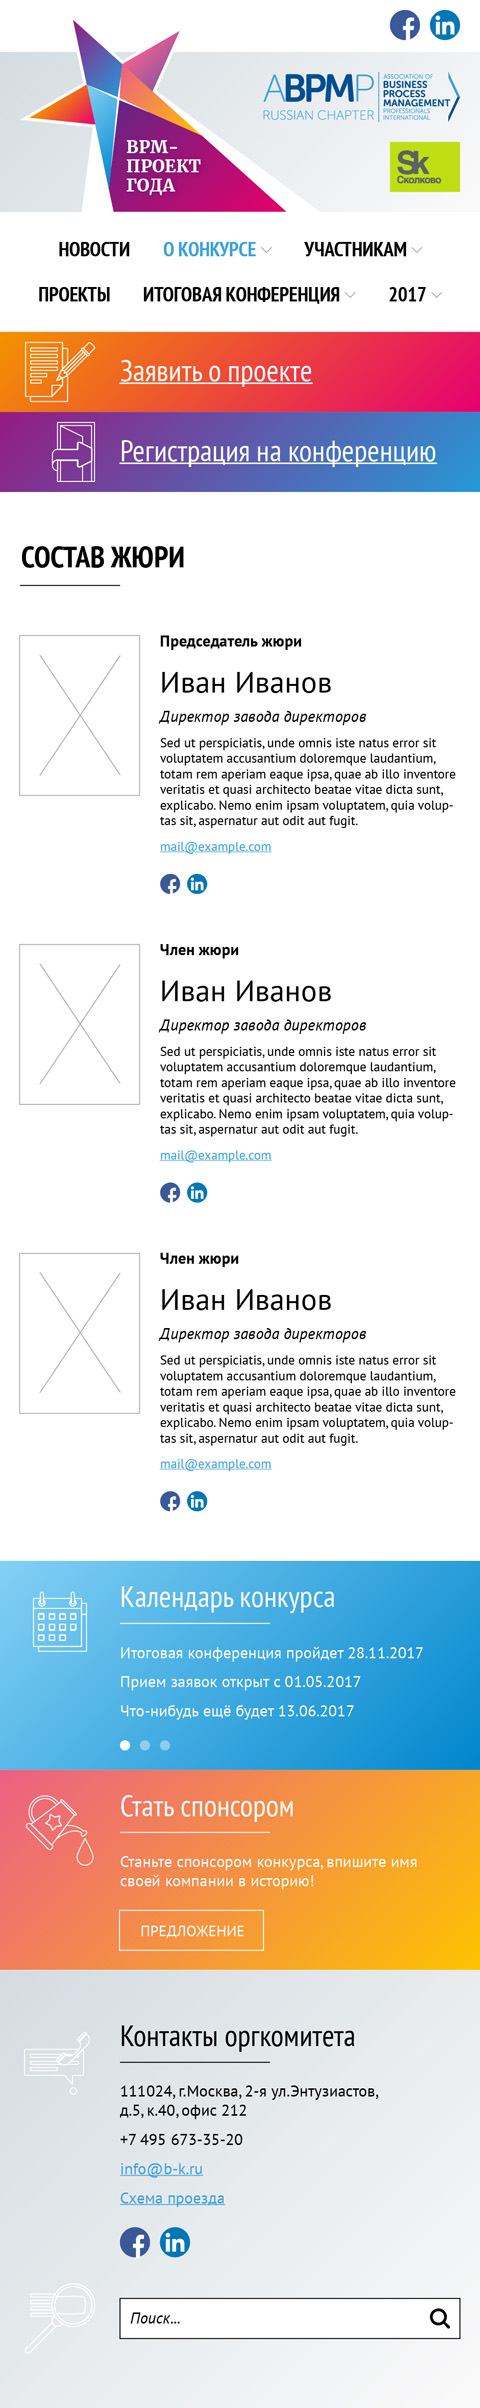 ABPMP
RUSSIAN CHAPTER
ASSOCIATION OF
BUSINESS
PROCESS
MANAGEMENT
PROFESSIONALS
INTERNATIONAL
BPM-
ПРОЕКТ
ГОДА
Sk
Сколково
НОВОСТИ О КОНКУРСЕ УЧАСТНИКАМ
ПРОЕКТЫ ИТОГОВАЯ КОНФЕРЕНЦИЯ 2017
Заявить о проекте
Регистрация на конференцию
СОСТАВ ЖЮРИ
Председатель жюри
Иван Иванов
Директор завода директоров
Sed ut perspiciatis, unde omnis iste natus error sit
voluptatem accusantium doloremque laudantium,
totam rem aperiam eaque ipsa, quae ab illo inventore
veritatis et quasi architecto beatae vitae dicta sunt,
explicabo. Nemo enim ipsam voluptatem, quia volup-
tas sit, aspernatur aut odit aut fugit.
mail@example.com
f in
Член жюри
Иван Иванов
Директор завода директоров
Sed ut perspiciatis, unde omnis iste natus error sit
voluptatem accusantium doloremque laudantium,
totam rem aperiam eaque ipsa, quae ab illo inventore
veritatis et quasi architecto beatae vitae dicta sunt,
explicabo. Nemo enim ipsam voluptatem, quia volup-
tas sit, aspernatur aut odit aut fugit.
mail@example.com
f in
Член жюри
Иван Иванов
Директор завода директоров
Sed ut perspiciatis, unde omnis iste natus error sit
voluptatem accusantium doloremque laudantium,
totam rem aperiam eaque ipsa, quae ab illo inventore
veritatis et quasi architecto beatae vitae dicta sunt,
explicabo. Nemo enim ipsam voluptatem, quia volup-
tas sit, aspernatur aut odit aut fugit.
mail@example.com
f in
Календарь конкурса
Итоговая конференция пройдет 28.11.2017
Прием заявок открыт с 01.05.2017
Что-нибудь ещё будет 13.06.2017
Стать спонсором
Станьте спонсором конкурса, впишите имя
своей компании в историю!
ПРЕДЛОЖЕНИЕ
Контакты оргкомитета
111024, г.Москва, 2-я ул.Энтузиастов,
д.5, к.40, офис 212
+7 495 673-35-20
info@b-k.ru
Схема проезда
f in
Поиск...